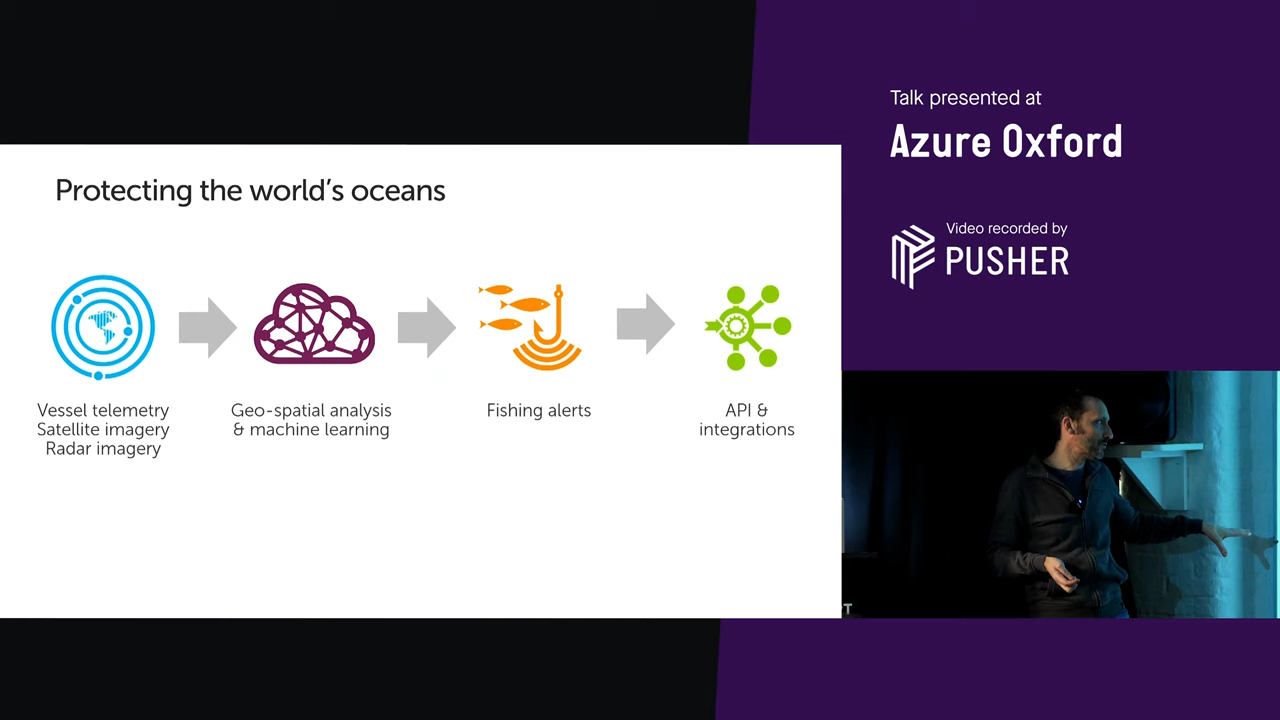 Talk presented at
Azure Oxford
Video recorded by
PUSHER
Protecting the world's oceans
Vessel telemetry
Satellite imagery
Radar imagery
Geo-spatial analysis
& machine learning
Fishing alerts
API &
integrations